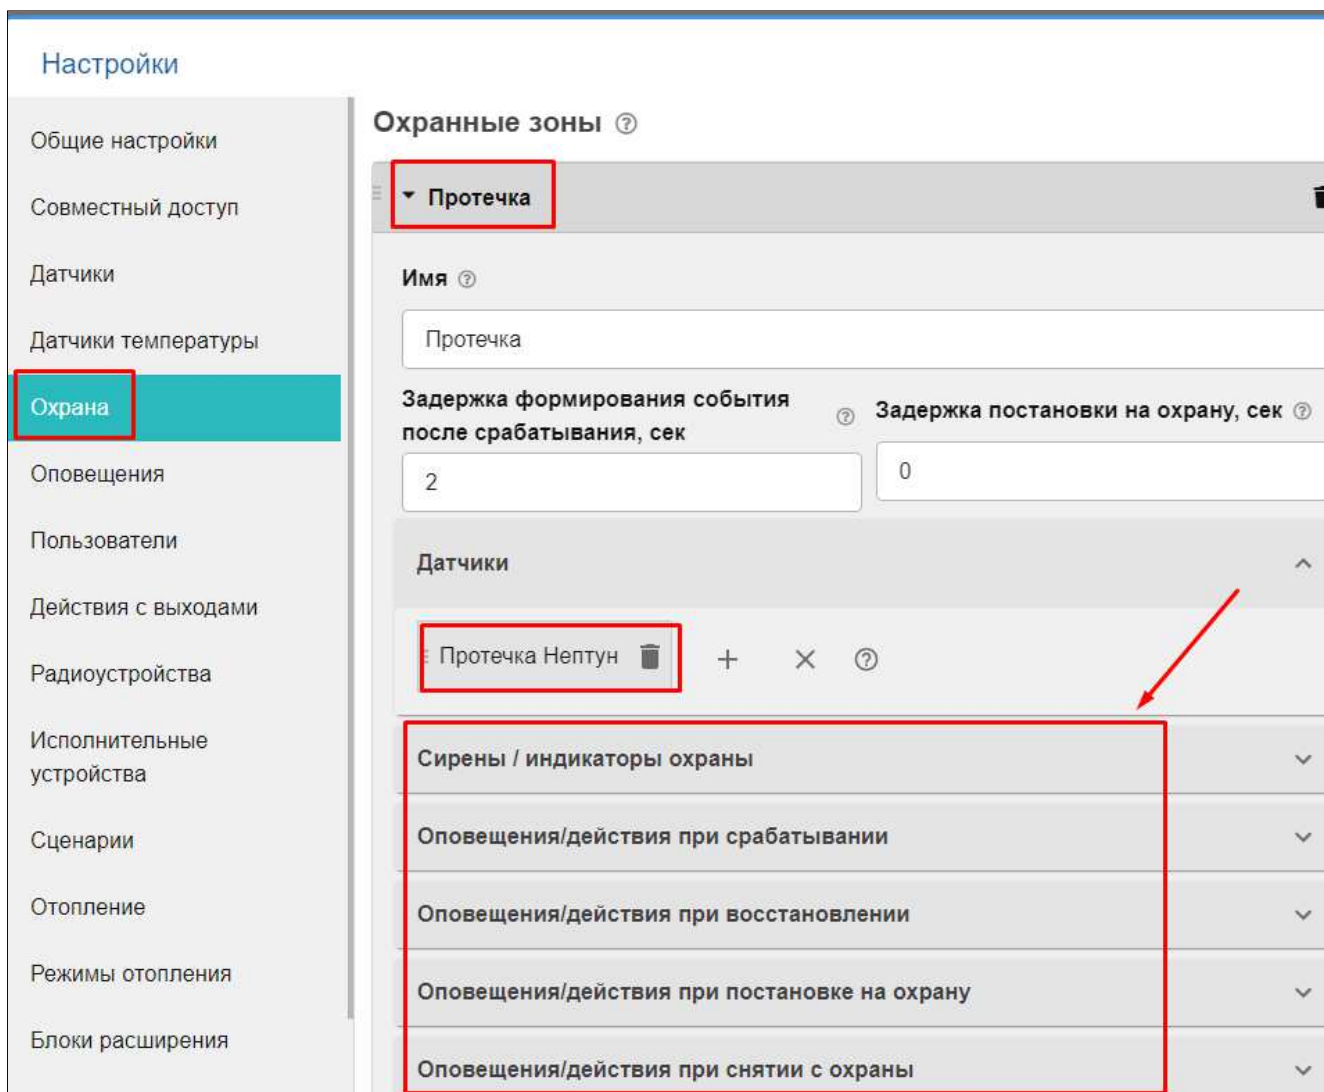 Настройки
Общие настройки
Совместный доступ
Датчики
Датчики температуры
Охрана
Оповещения
Пользователи
Действия с выходами
Радиоустройства
Исполнительные
устройства
Сценарии
Отопление
Режимы отопления
Блоки расширения
Охранные зоны ?
Протечка
Имя ?
Протечка
Задержка формирования события
после срабатывания, сек ?
2
Задержка постановки на охрану, сек ?
0
Датчики
Протечка Нептун + × ?
Сирены / индикаторы охраны
Оповещения/действия при срабатывании
Оповещения/действия при восстановлении
Оповещения/действия при постановке на охрану
Оповещения/действия при снятии с охраны